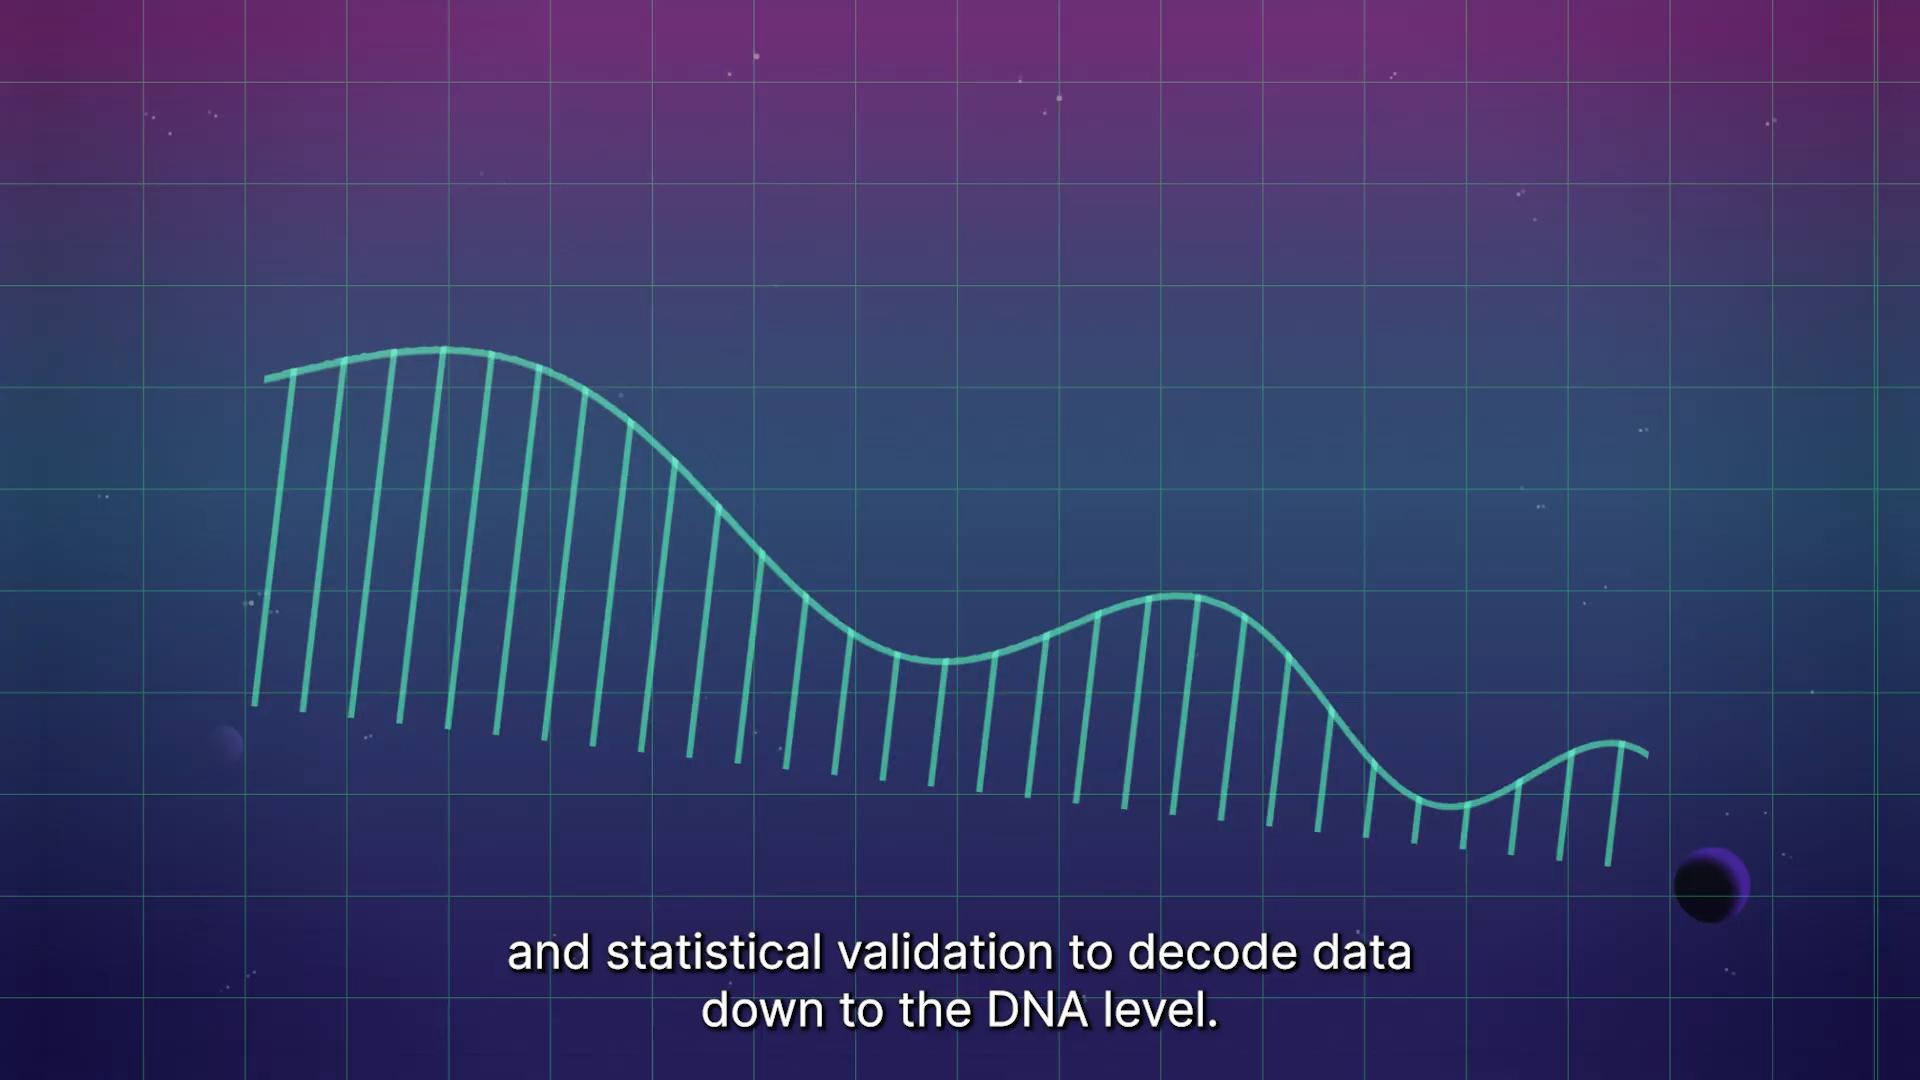 and statistical validation to decode data
down to the DNA level.